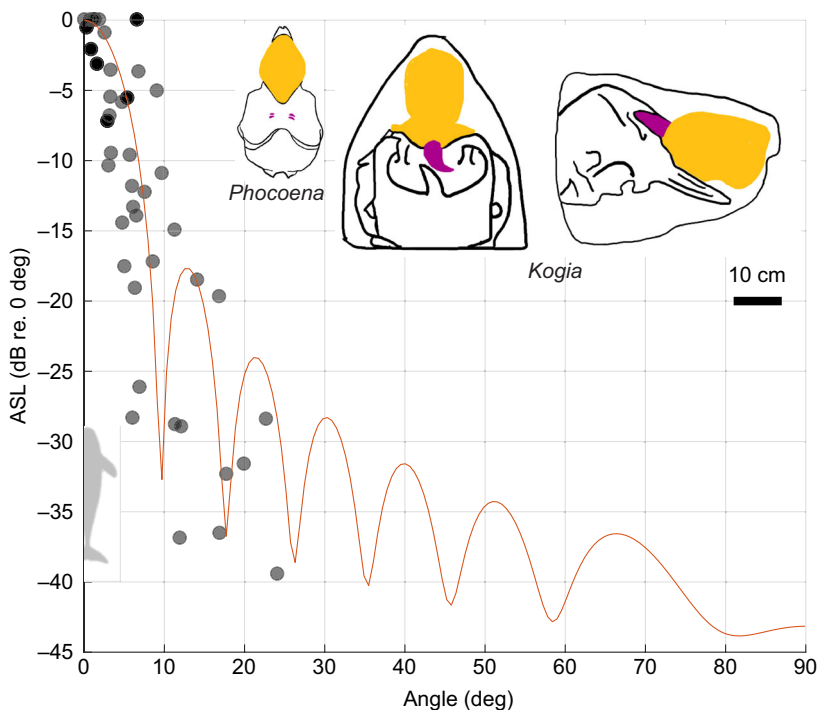 0
–5
–10
–15
–20
–25
–30
–35
–40
–45
ASL (dB re. 0 deg)
Phocoena
Kogia
10 cm
0 10 20 30 40 50 60 70 80 90
Angle (deg)